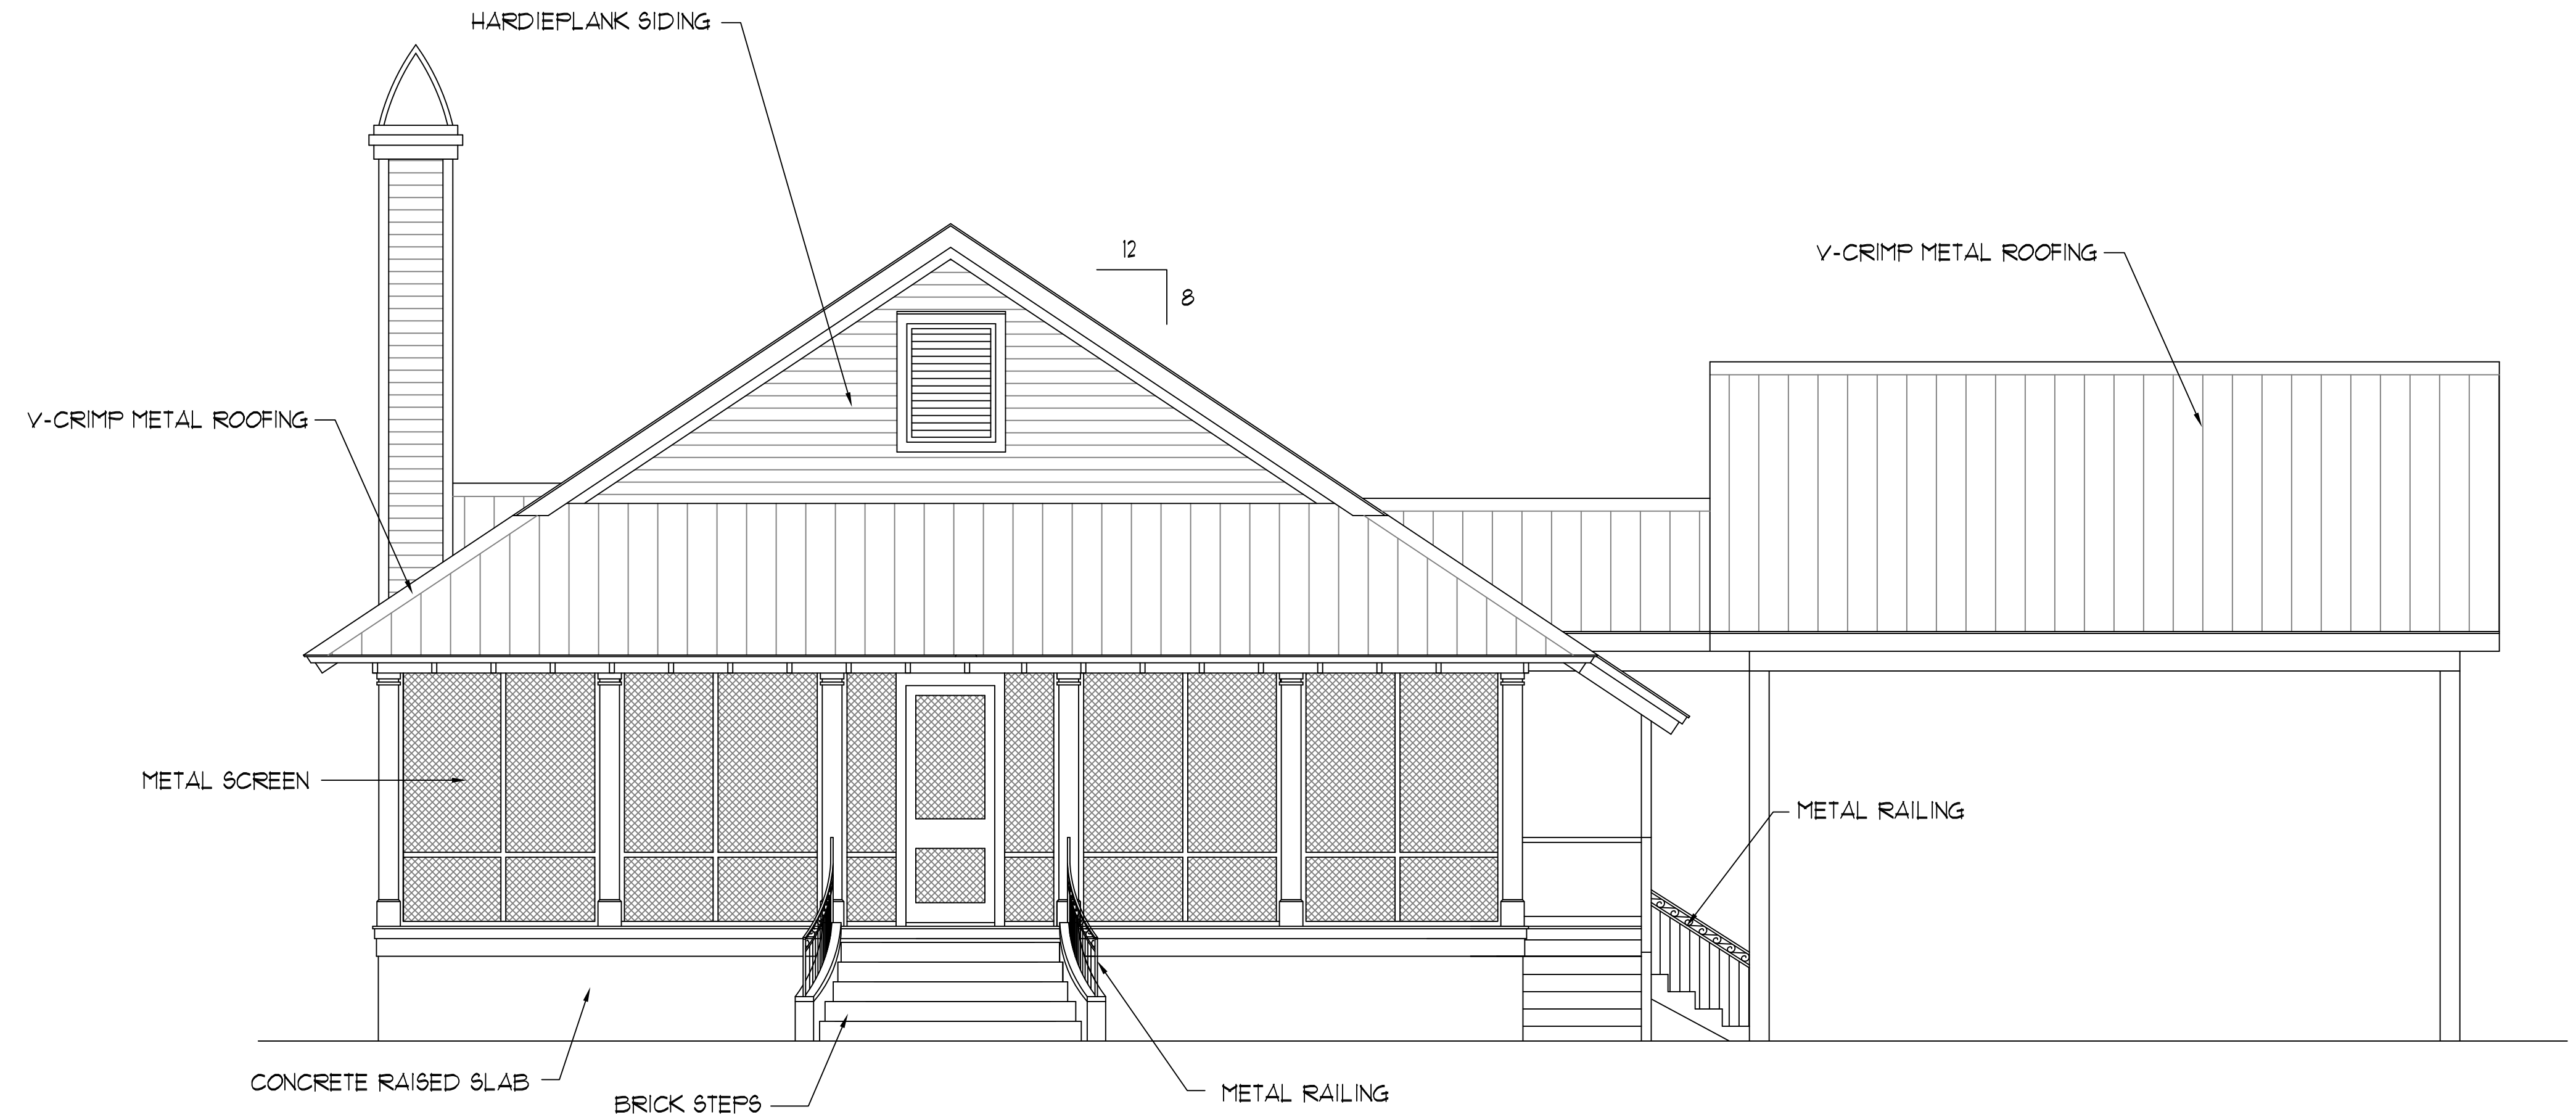 HARDIEPLANK SIDING
12
8
V-CRIMP METAL ROOFING
V-CRIMP METAL ROOFING
METAL SCREEN
METAL RAILING
CONCRETE RAISED SLAB
METAL RAILING
BRICK STEPS